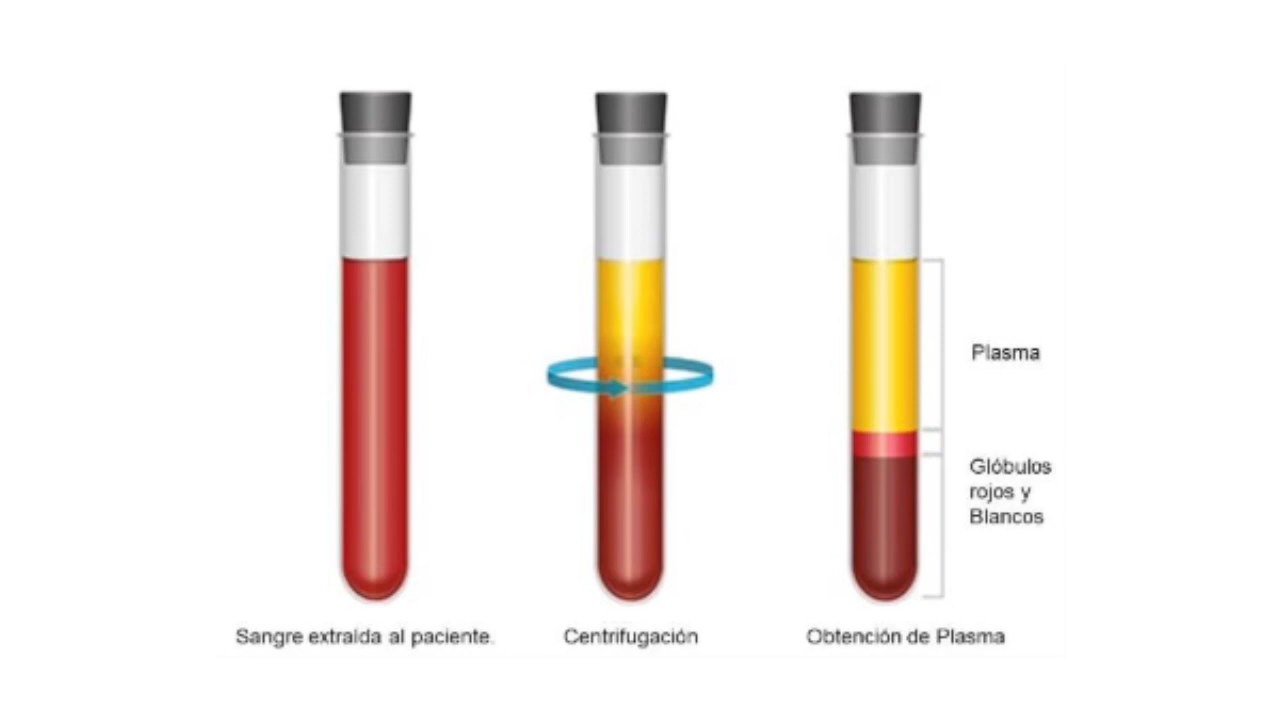 Plasma
Glóbulos
rojos y
Blancos
Sangre extraída al paciente.
Centrifugación
Obtención de Plasma